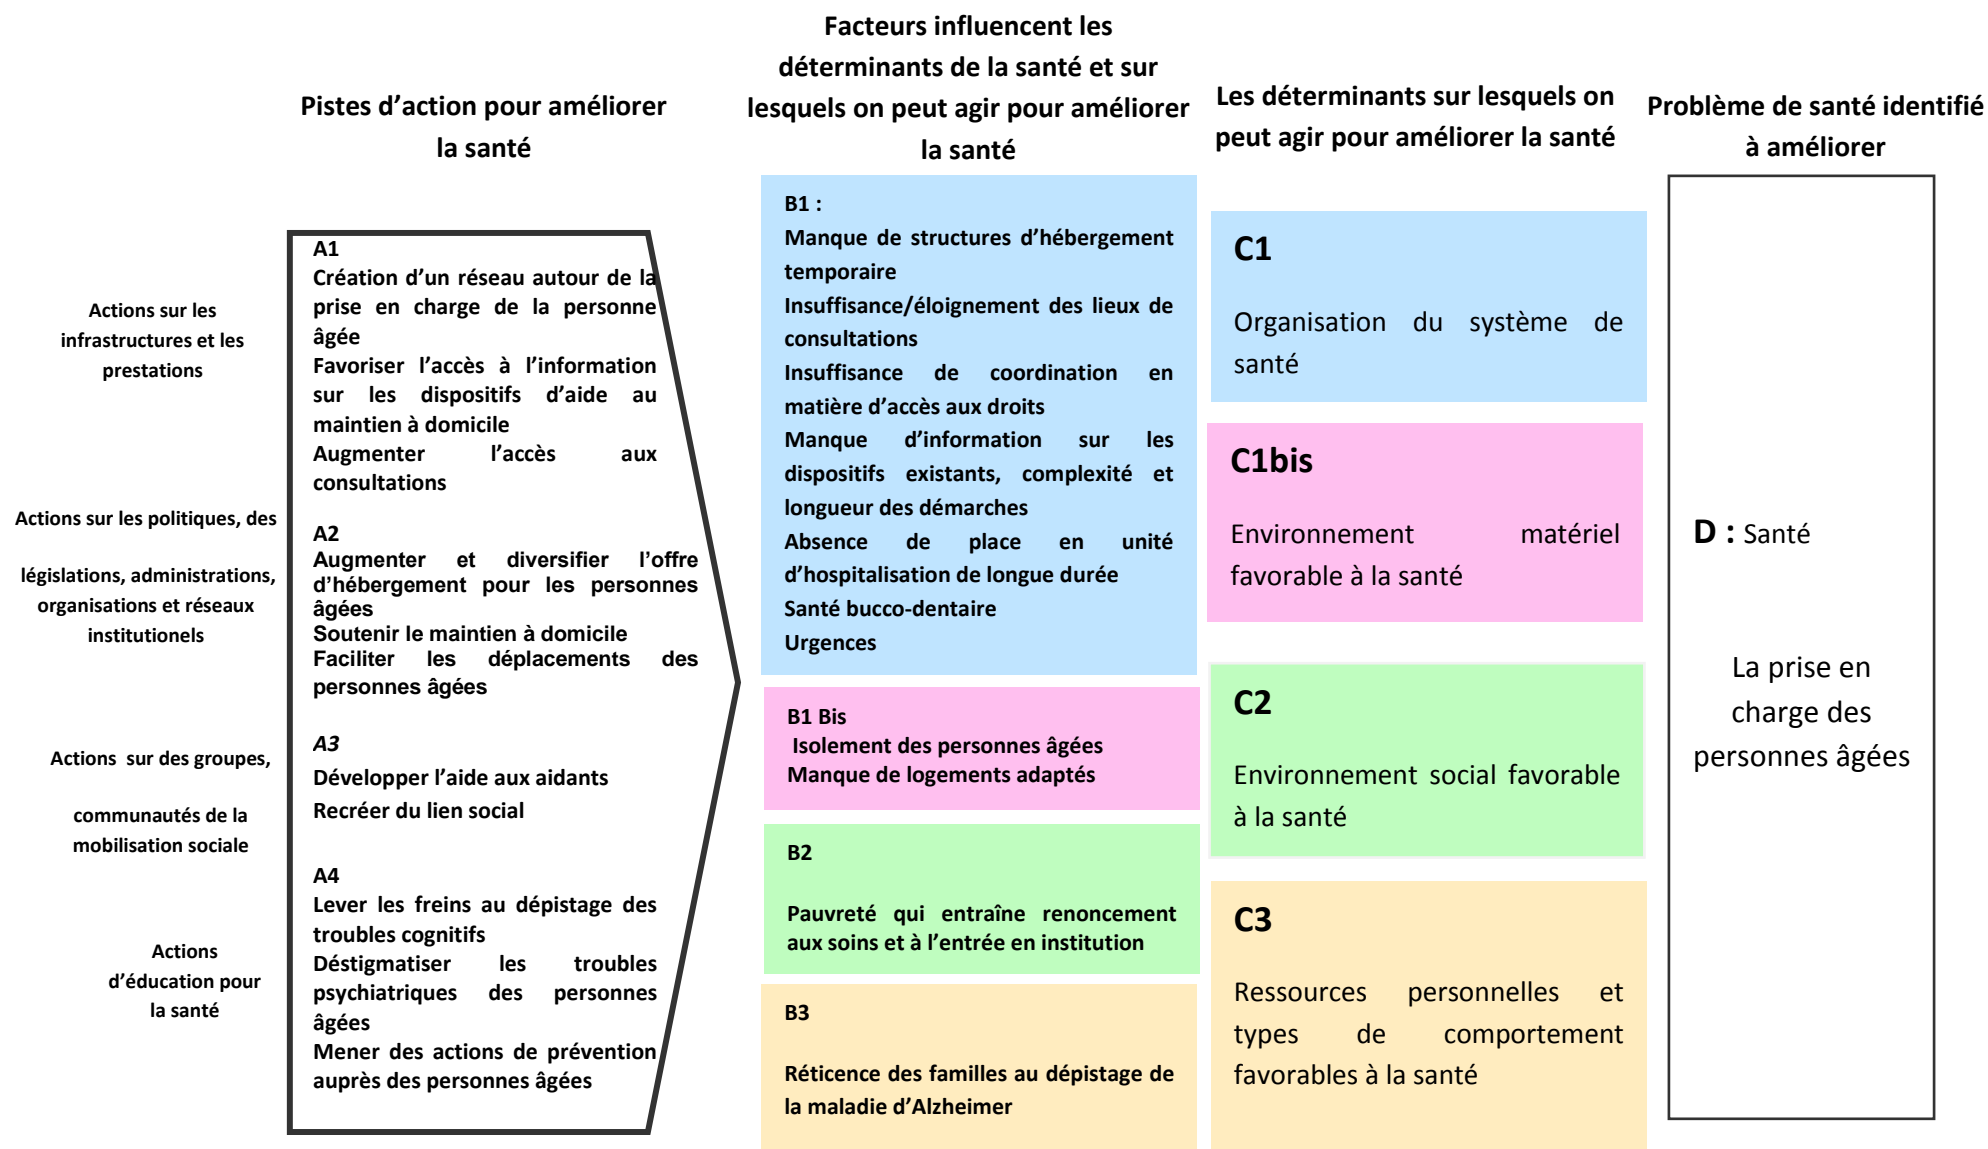 Pistes d’action pour améliorer
la santé
Facteurs influencent les
déterminants de la santé et sur
lesquels on peut agir pour améliorer
la santé
Les déterminants sur lesquels on
peut agir pour améliorer la santé
Problème de santé identifié
à améliorer
Actions sur les
infrastructures et les
prestations
Actions sur les politiques, des
législations, administrations,
organisations et réseaux
institutionels
Actions  sur des groupes,
communautés de la
mobilisation sociale
Actions
d’éducation pour
la santé
A1
Création d’un réseau autour de la
prise en charge de la personne
âgée
Favoriser l’accès à l’information
sur les dispositifs d’aide au
maintien à domicile
Augmenter l’accès aux
consultations
A2
Augmenter et diversifier l’offre
d’hébergement pour les personnes
âgées
Soutenir le maintien à domicile
Faciliter les déplacements des
personnes âgées
A3
Développer l’aide aux aidants
Recréer du lien social
A4
Lever les freins au dépistage des
troubles cognitifs
Déstigmatiser les troubles
psychiatriques des personnes
âgées
Mener des actions de prévention
auprès des personnes âgées
B1 :
Manque de structures d’hébergement
temporaire
Insuffisance/éloignement des lieux de
consultations
Insuffisance de coordination en
matière d’accès aux droits
Manque d’information sur les
dispositifs existants, complexité et
longueur des démarches
Absence de place en unité
d’hospitalisation de longue durée
Santé bucco-dentaire
Urgences
B1 Bis
Isolement des personnes âgées
Manque de logements adaptés
B2
Pauvreté qui entraîne renoncement
aux soins et à l’entrée en institution
B3
Réticence des familles au dépistage de
la maladie d’Alzheimer
C1
Organisation du système de
santé
C1bis
Environnement matériel
favorable à la santé
C2
Environnement social favorable
à la santé
C3
Ressources personnelles et
types de comportement
favorables à la santé
D : Santé
La prise en
charge des
personnes âgées